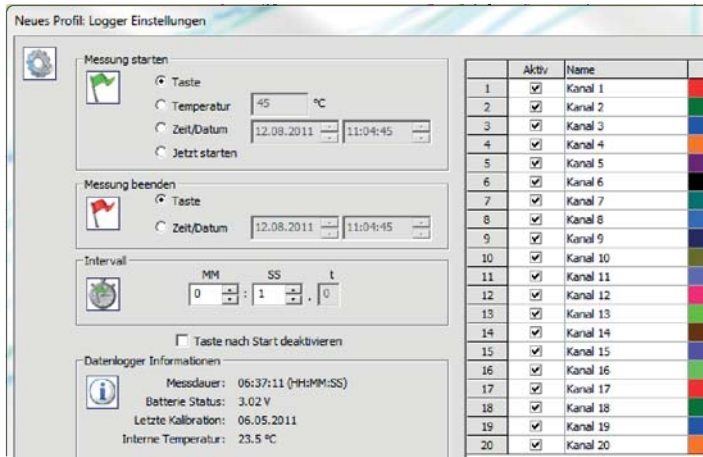 Neues Profil: Logger Einstellungen
Messung starten
Taste
Temperatur 45 °C
Zeit/Datum 12.08.2011 11:04:45
Jetzt starten
Messung beenden
Taste
Zeit/Datum 12.08.2011 11:04:45
Intervall
MM SS t
0 : 1 . 0
Taste nach Start deaktivieren
Datenlogger Informationen
Messdauer: 06:37:11 (HH:MM:SS)
Batterie Status: 3.02 V
Letzte Kalibration: 06.05.2011
Interne Temperatur: 23.5 °C
Aktiv Name
1 Kanal 1
2 Kanal 2
3 Kanal 3
4 Kanal 4
5 Kanal 5
6 Kanal 6
7 Kanal 7
8 Kanal 8
9 Kanal 9
10 Kanal 10
11 Kanal 11
12 Kanal 12
13 Kanal 13
14 Kanal 14
15 Kanal 15
16 Kanal 16
17 Kanal 17
18 Kanal 18
19 Kanal 19
20 Kanal 20